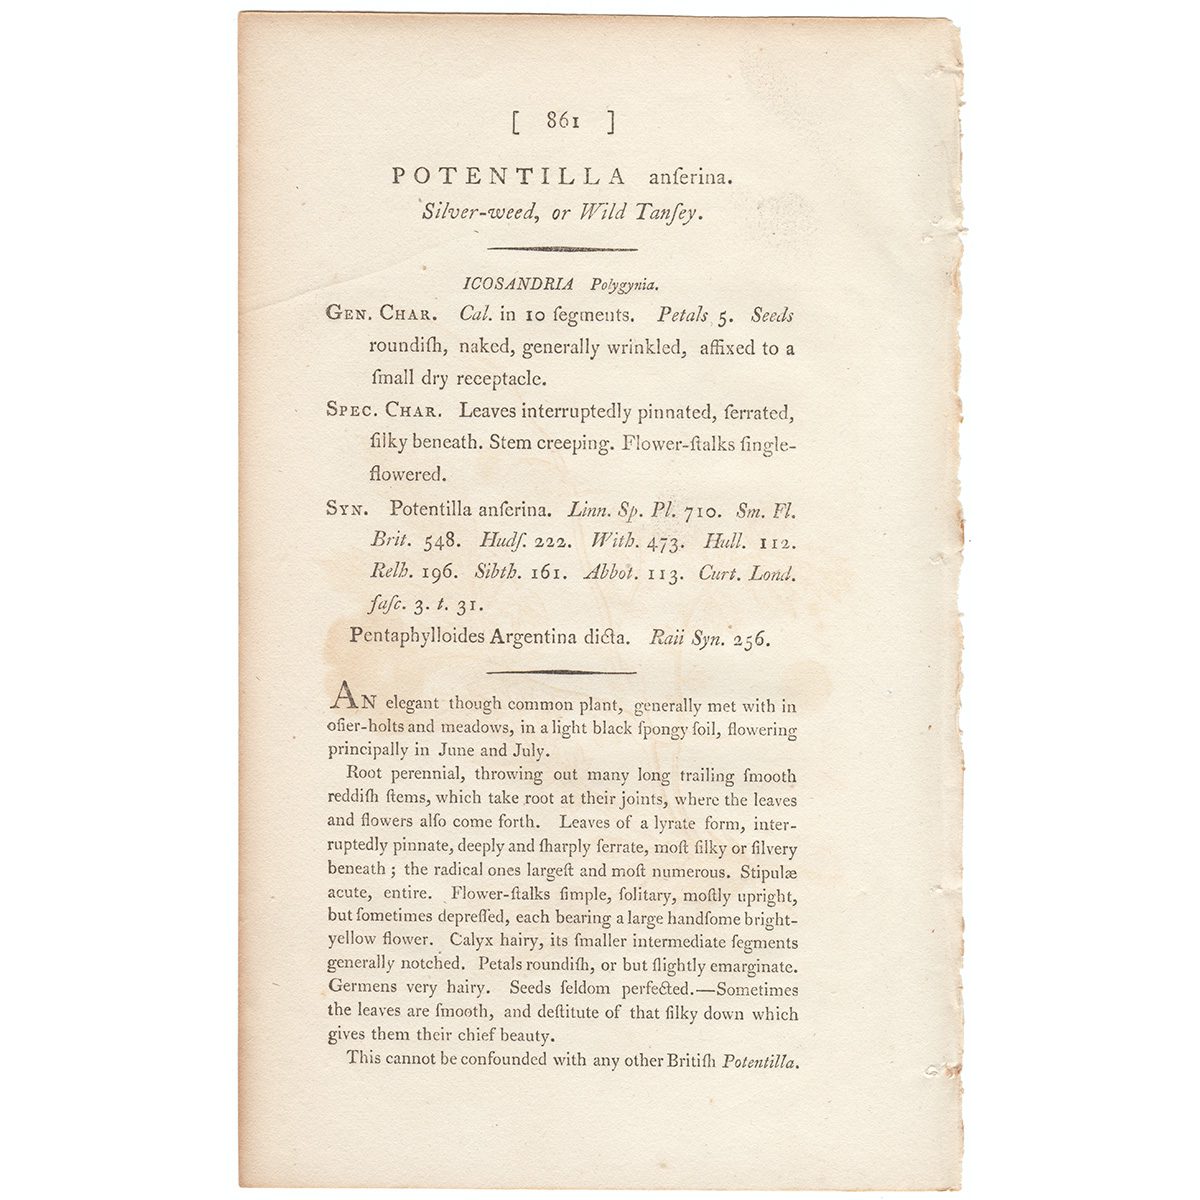 [ 861 ]
POTENTILLA anſerina.
Silver-weed, or Wild Tanſey.
ICOSANDRIA Polygynia.
GEN. CHAR. Cal. in 10 ſegments. Petals 5. Seeds
roundiſh, naked, generally wrinkled, affixed to a
ſmall dry receptacle.
SPEC. CHAR. Leaves interruptedly pinnated, ſerrated,
ſilky beneath. Stem creeping. Flower-ſtalks ſingle-
flowered.
SYN. Potentilla anſerina. Linn. Sp. Pl. 710. Sm. Fl.
Brit. 548. Hudſ. 222. With. 473. Hull. 112.
Relh. 196. Sibth. 161. Abbot. 113. Curt. Lond.
faſc. 3. t. 31.
Pentaphylloides Argentina dicta. Raii Syn. 256.
AN elegant though common plant, generally met with in
oſier-holts and meadows, in a light black ſpongy ſoil, flowering
principally in June and July.
Root perennial, throwing out many long trailing ſmooth
reddiſh ſtems, which take root at their joints, where the leaves
and flowers alſo come forth. Leaves of a lyrate form, inter-
ruptedly pinnate, deeply and ſharply ſerrate, moſt ſilky or ſilvery
beneath; the radical ones largeſt and moſt numerous. Stipulæ
acute, entire. Flower-ſtalks ſimple, ſolitary, moſtly upright,
but ſometimes depreſſed, each bearing a large handſome bright-
yellow flower. Calyx hairy, its ſmaller intermediate ſegments
generally notched. Petals roundiſh, or but ſlightly emarginate.
Germens very hairy. Seeds ſeldom perfected.—Sometimes
the leaves are ſmooth, and deſtitute of that ſilky down which
gives them their chief beauty.
This cannot be confounded with any other Britiſh Potentilla.